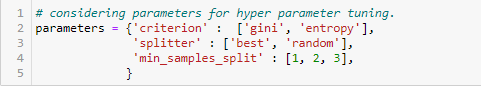 1 # considering parameters for hyper parameter tuning.
2 parameters = {'criterion' :  ['gini', 'entropy'],
3               'splitter' : ['best', 'random'],
4               'min_samples_split' : [1, 2, 3],
5              }